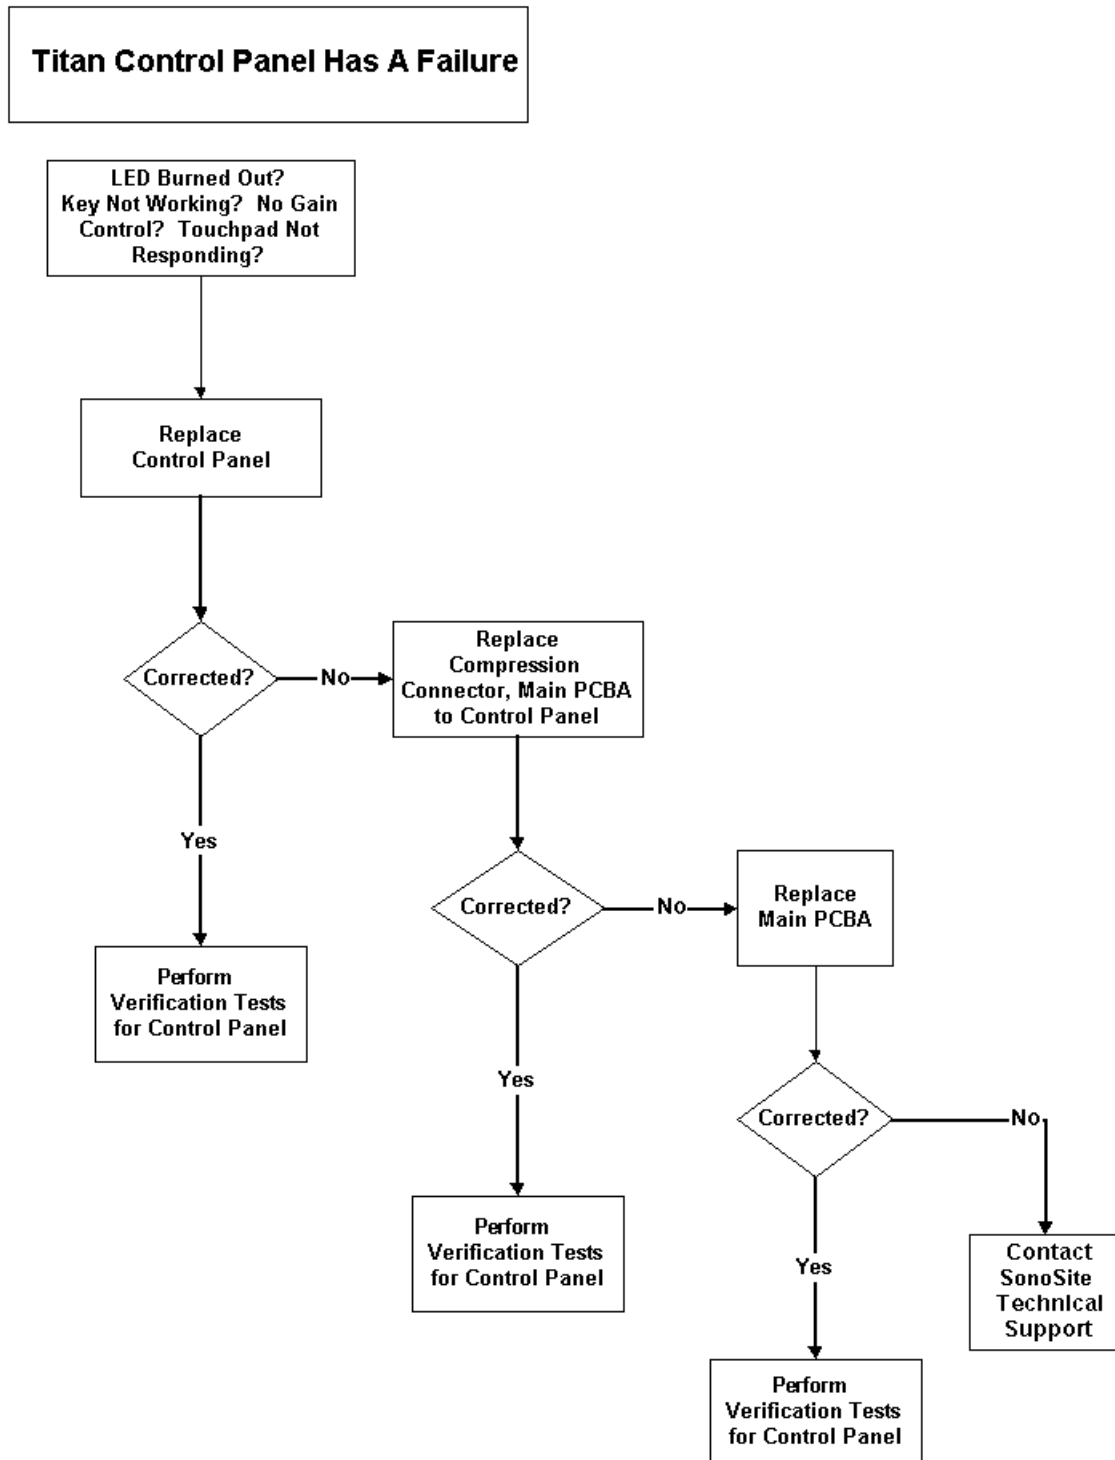 Titan Control Panel Has A Failure
LED Burned Out?
Key Not Working? No Gain
Control? Touchpad Not
Responding?
Replace
Control Panel
Corrected?
No
Replace
Compression
Connector, Main PCBA
to Control Panel
Yes
Corrected?
No
Replace
Main PCBA
Perform
Verification Tests
for Control Panel
Yes
Corrected?
No
Perform
Verification Tests
for Control Panel
Yes
Contact
SonoSite
Technical
Support
Perform
Verification Tests
for Control Panel